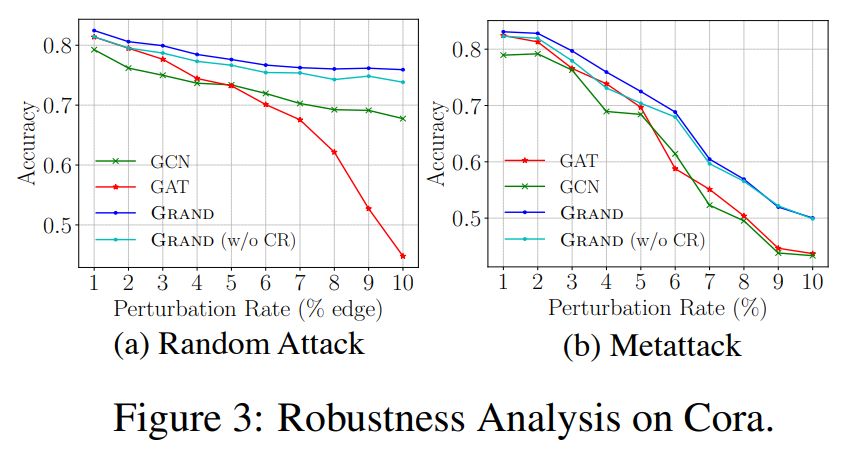 Accuracy
0.8
0.7
0.6
0.5
GCN
GAT
GRAND
GRAND (w/o CR)
1 2 3 4 5 6 7 8 9 10
Perturbation Rate (% edge)
(a) Random Attack
Accuracy
0.8
0.7
0.6
0.5
GAT
GCN
GRAND
GRAND (w/o CR)
1 2 3 4 5 6 7 8 9 10
Perturbation Rate (%)
(b) Metattack
Figure 3: Robustness Analysis on Cora.